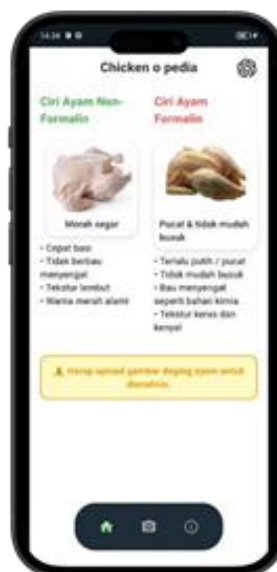 14:34
Chicken o pedia
Ciri Ayam Non-
Formalin
Ciri Ayam
Formalin
Merah segar
Pucat & tidak mudah
busuk
• Cepat basi
• Tidak berbau
menyengat
• Tekstur lembut
• Warna merah alami
• Terlalu putih / pucat
• Tidak mudah busuk
• Bau menyengat
seperti bahan kimia
• Tekstur keras dan
kenyal
⚠ Harap upload gambar daging ayam untuk
dianalisis.